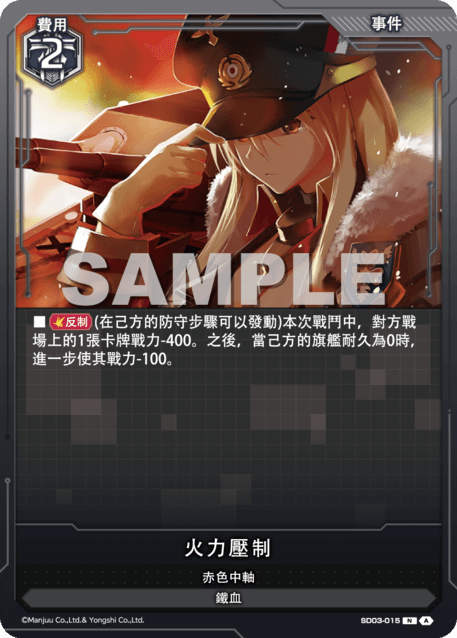 費用
2
事件
SAMPLE
■ 反制 (在己方的防守步驟可以發動)本次戰鬥中，對方戰
場上的1張卡牌戰力-400。之後，當己方的旗艦耐久為0時，
進一步使其戰力-100。
火力壓制
赤色中軸
鐵血
©Manjuu Co.,Ltd.& Yongshi Co.,Ltd. SD03-015 N A